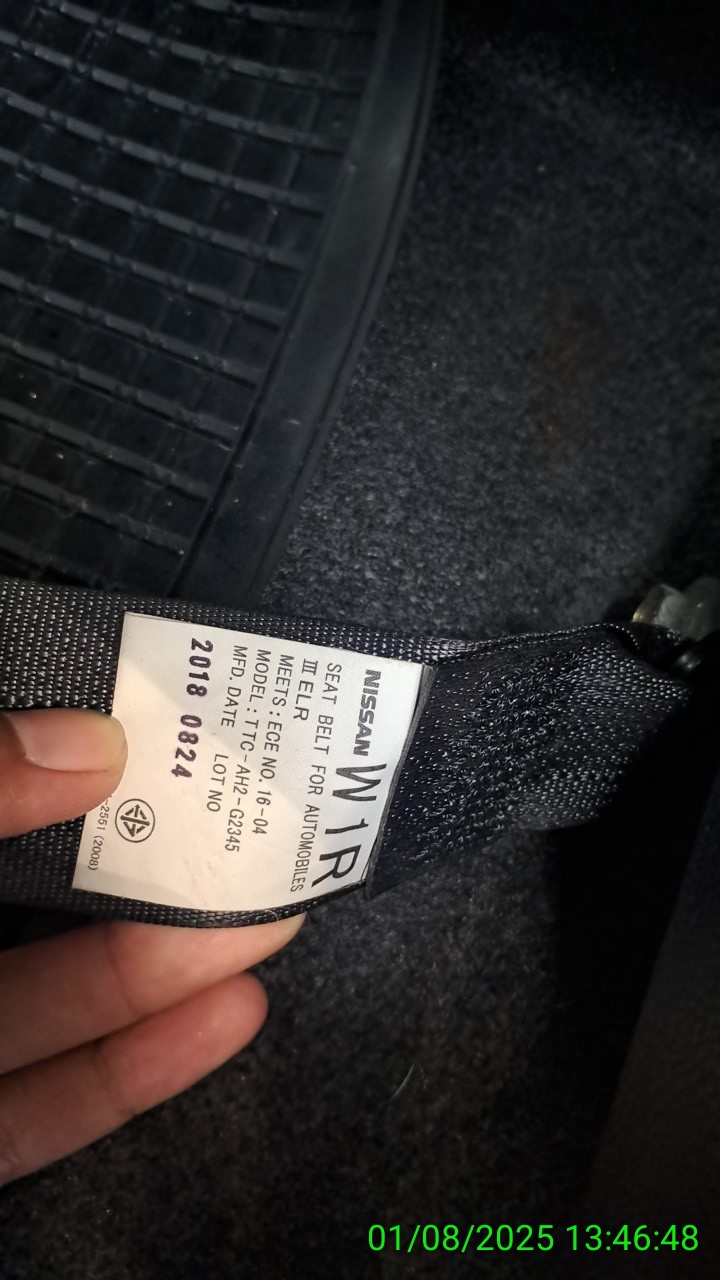 NISSAN W1R
SEAT BELT FOR AUTOMOBILES
Ⅲ ELR
MEETS : ECE NO. 16-04
MODEL : TTC-AH2-G2345
MFD. DATE LOT NO
2018 0824
-2551 (2008)
01/08/2025 13:46:48